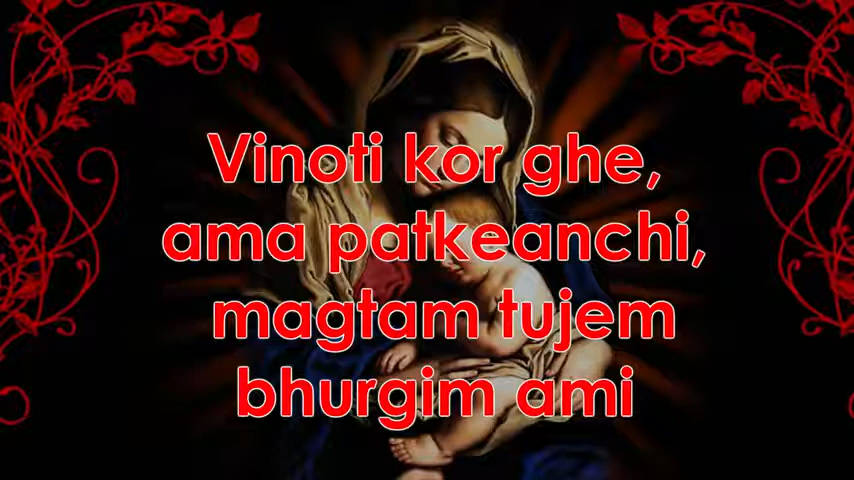 Vinoti kor ghe,
ama patkeanchi,
magtam tujem
bhurgim ami